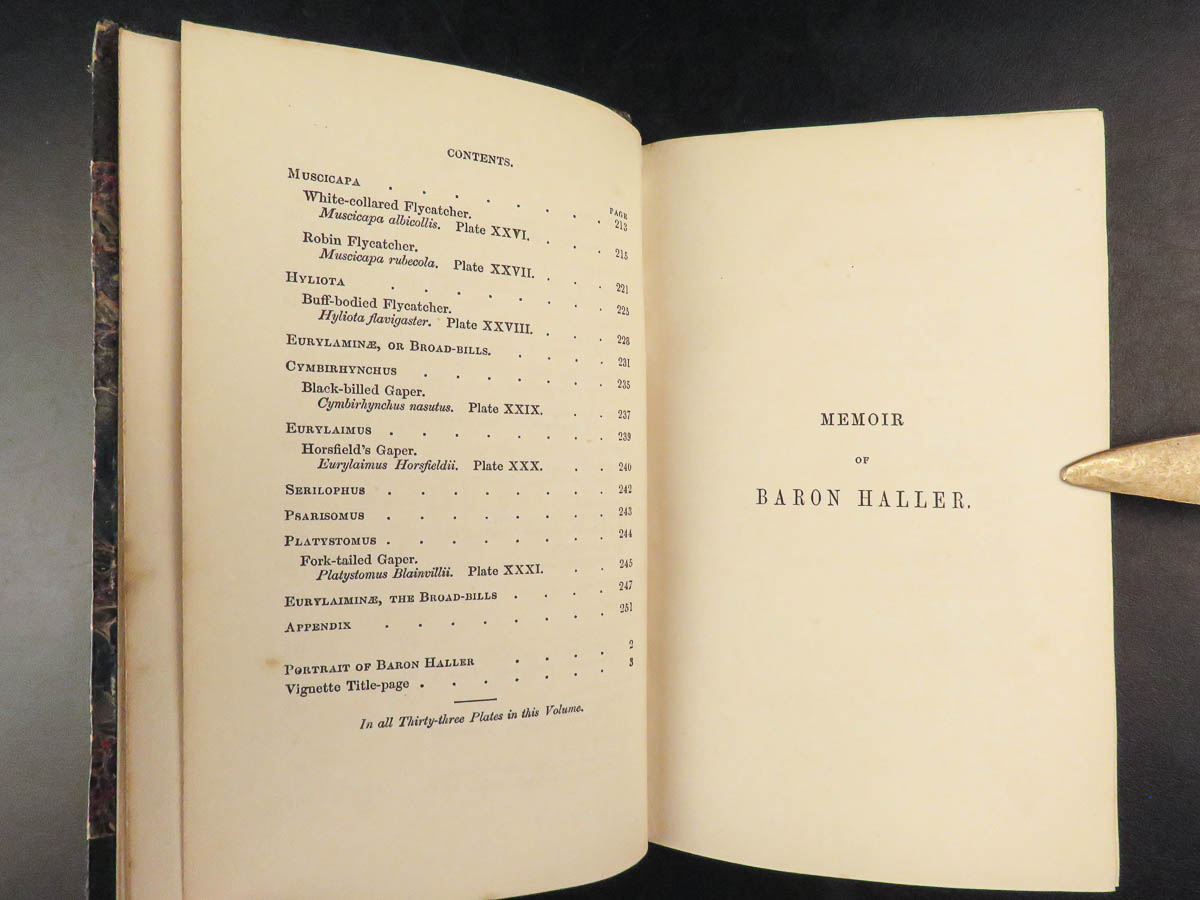 CONTENTS.
PAGE
MUSCICAPA . . . . . . . 213
White-collared Flycatcher.
Muscicapa albicollis. Plate XXVI. . . 215
Robin Flycatcher.
Muscicapa rubecola. Plate XXVII. . . 221
HYLIOTA . . . . . . . 225
Buff-bodied Flycatcher.
Hyliota flavigaster. Plate XXVIII. . . 228
EURYLAMINÆ, OR BROAD-BILLS. . . . . 231
CYMBIRHYNCHUS . . . . . . 235
Black-billed Gaper.
Cymbirhynchus nasutus. Plate XXIX. . . 237
EURYLAIMUS . . . . . . . 239
Horsfield's Gaper.
Eurylaimus Horsfieldii. Plate XXX. . . 240
SERILOPHUS . . . . . . . 242
PSARISOMUS . . . . . . . 243
PLATYSTOMUS . . . . . . . 244
Fork-tailed Gaper.
Platystomus Blainvillii. Plate XXXI. . . 245
EURYLAIMINÆ, THE BROAD-BILLS . . . . 247
APPENDIX . . . . . . . 251
PORTRAIT OF BARON HALLER . . . . 2
Vignette Title-page . . . . . . . 3
In all Thirty-three Plates in this Volume.
MEMOIR
OF
BARON HALLER.